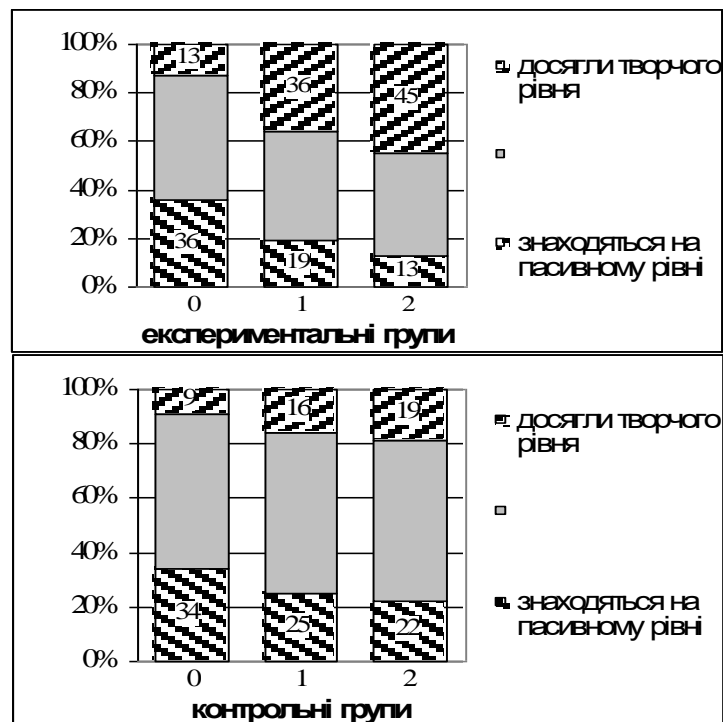 100%
80%
60%
40%
20%
0%
13
36
45
36
19
13
0 1 2
експериментальні групи
досягли творчого
рівня
знаходяться на
пасивному рівні
100%
80%
60%
40%
20%
0%
9
16
19
34
25
22
0 1 2
контрольні групи
досягли творчого
рівня
знаходяться на
пасивному рівні